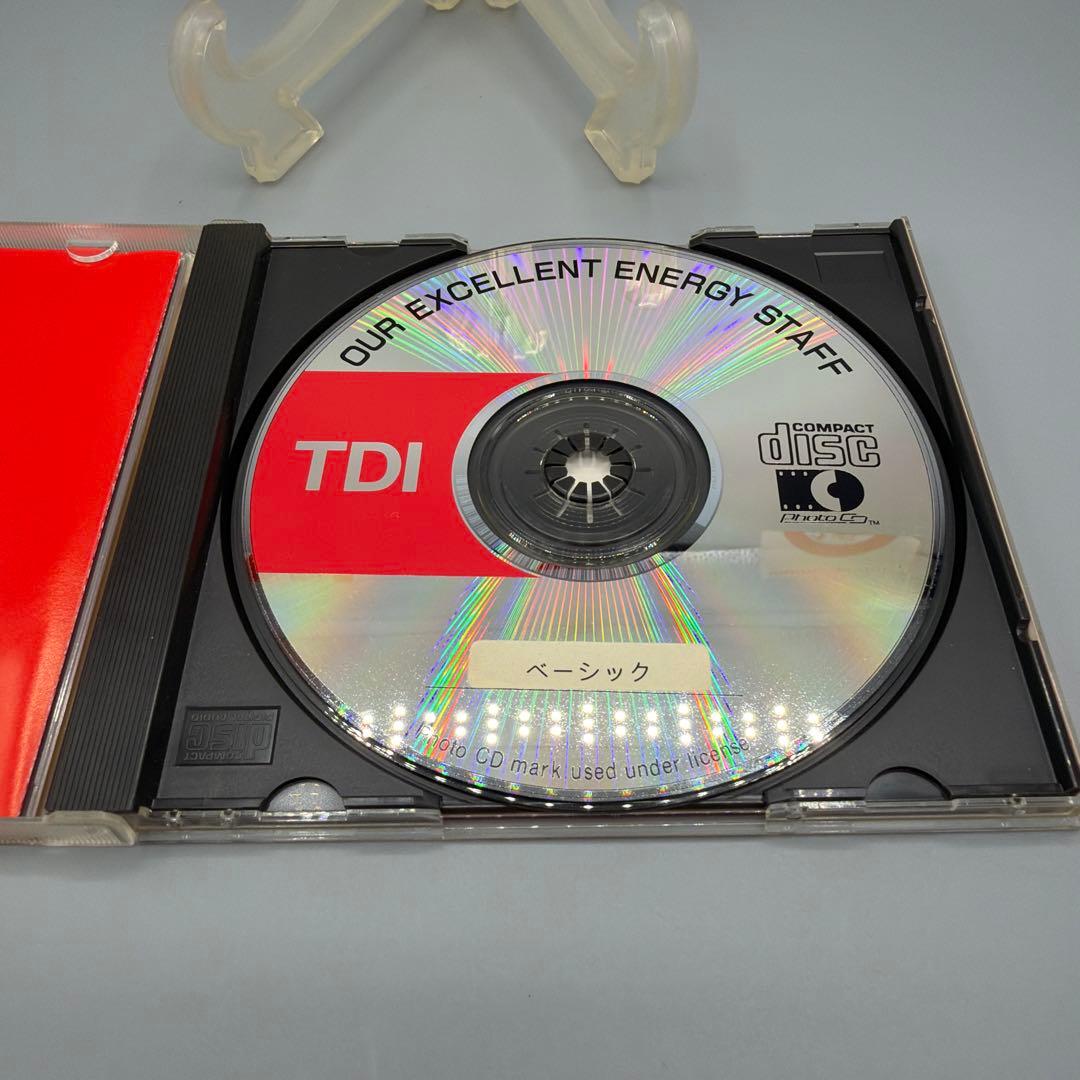 OUR EXCELLENT ENERGY STAFF
TDI
COMPACT
disc
Photo CD™
ベーシック
Photo CD mark used under license
COMPACT
disc
DIGITAL AUDIO